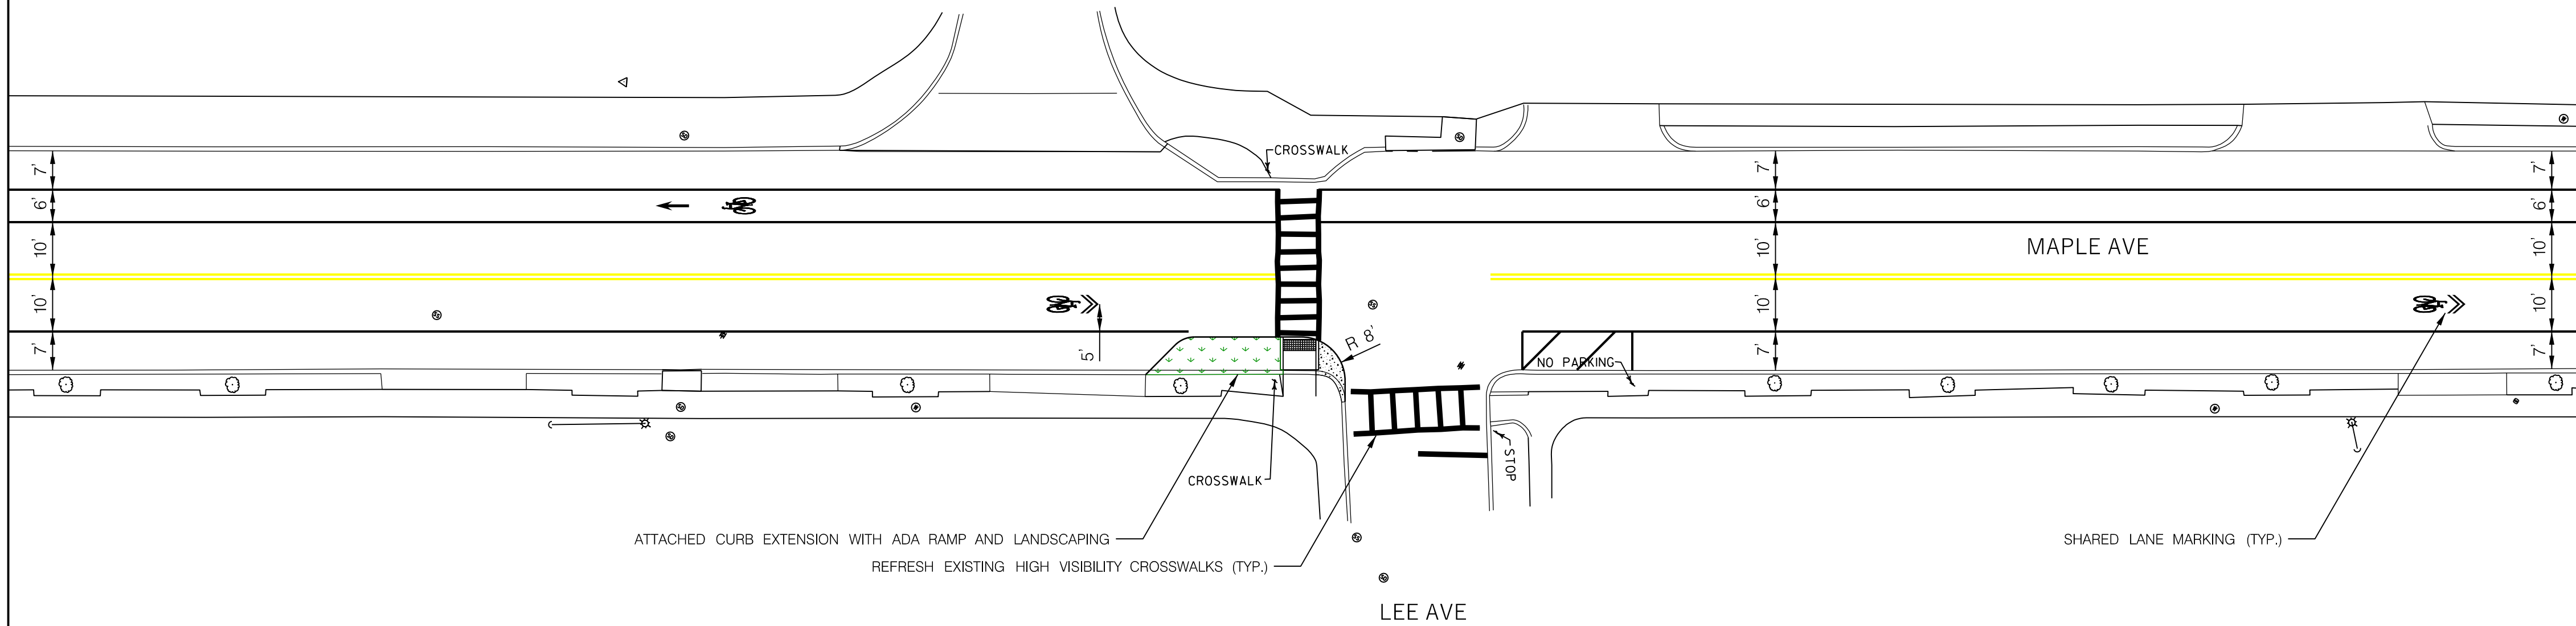 CROSSWALK
7'
6'
10'
10'
7'
7'
6'
10'
10'
7'
7'
6'
10'
10'
7'
MAPLE AVE
5'
R 8'
NO PARKING
CROSSWALK
STOP
ATTACHED CURB EXTENSION WITH ADA RAMP AND LANDSCAPING
REFRESH EXISTING HIGH VISIBILITY CROSSWALKS (TYP.)
SHARED LANE MARKING (TYP.)
LEE AVE